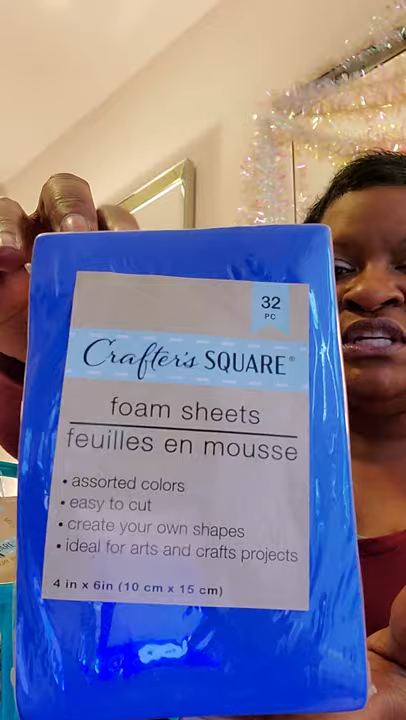 32
PC
Crafter's SQUARE®
foam sheets
feuilles en mousse
• assorted colors
• easy to cut
• create your own shapes
• ideal for arts and crafts projects
4 in x 6in (10 cm x 15 cm)